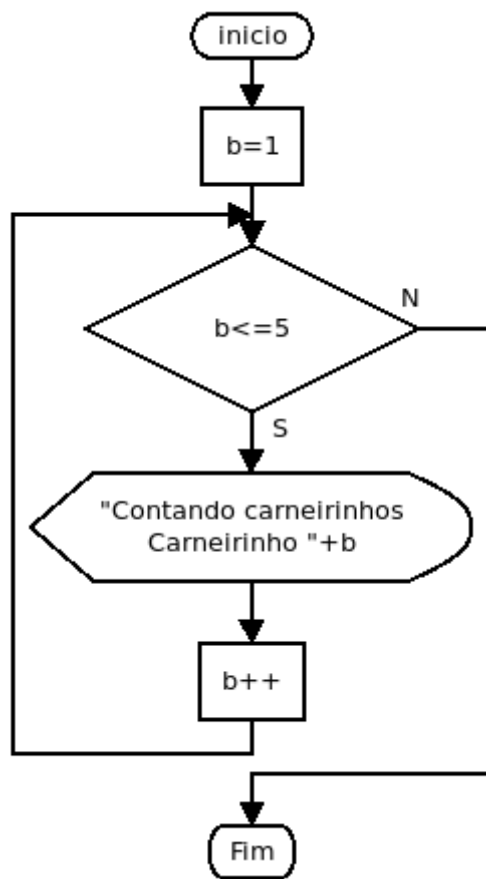 inicio
b=1
b<=5
N
S
"Contando carneirinhos
Carneirinho "+b
b++
Fim